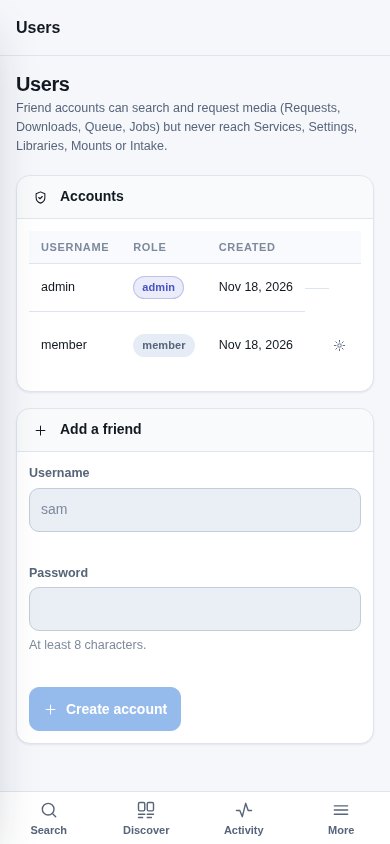 Users
Users
Friend accounts can search and request media (Requests,
Downloads, Queue, Jobs) but never reach Services, Settings,
Libraries, Mounts or Intake.
Accounts
USERNAME ROLE CREATED
admin admin Nov 18, 2026
member member Nov 18, 2026
Add a friend
Username
sam
Password
At least 8 characters.
Create account
Search Discover Activity More